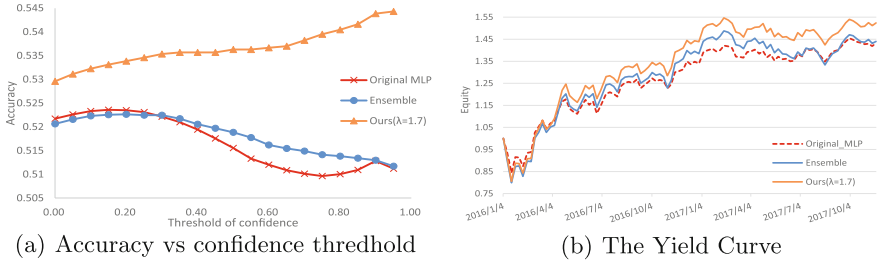 0.545
0.54
0.535
0.53
0.525
0.52
0.515
0.51
0.505
Accuracy
0.00 0.20 0.40 0.60 0.80 1.00
Threshold of confidence
Original MLP
Ensemble
Ours(λ=1.7)
(a) Accuracy vs confidence thredhold
1.55
1.45
1.35
1.25
1.15
1.05
0.95
0.85
0.75
Equity
2016/1/4 2016/4/4 2016/7/4 2016/10/4 2017/1/4 2017/4/4 2017/7/4 2017/10/4
Original_MLP
Ensemble
Ours(λ=1.7)
(b) The Yield Curve